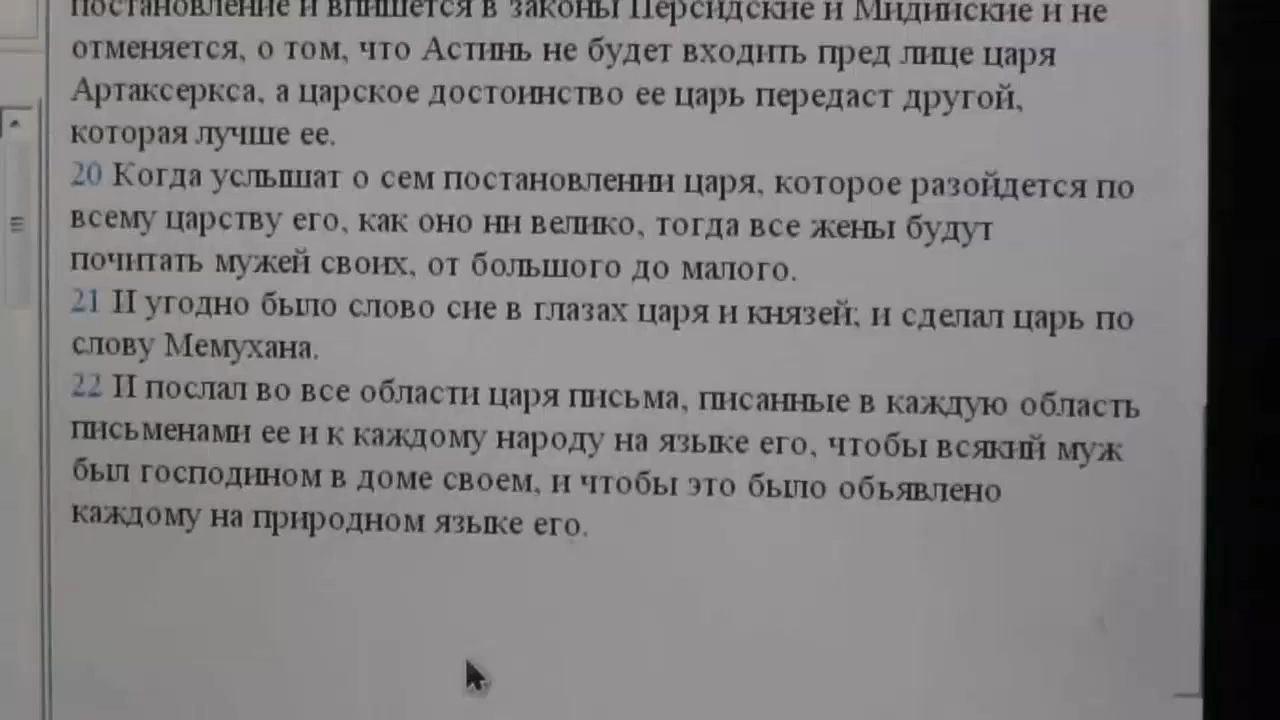 постановление и впишется в законы Персидские и Мидийские и не
отменяется, о том, что Астинь не будет входить пред лице царя
Артаксеркса, а царское достоинство ее царь передаст другой,
которая лучше ее.
20 Когда услышат о сем постановлении царя, которое разойдется по
всему царству его, как оно ни велико, тогда все жены будут
почитать мужей своих, от большого до малого.
21 И угодно было слово сие в глазах царя и князей; и сделал царь по
слову Мемухана.
22 И послал во все области царя письма, писанные в каждую область
письменами ее и к каждому народу на языке его, чтобы всякий муж
был господином в доме своем, и чтобы это было обьявлено
каждому на природном языке его.